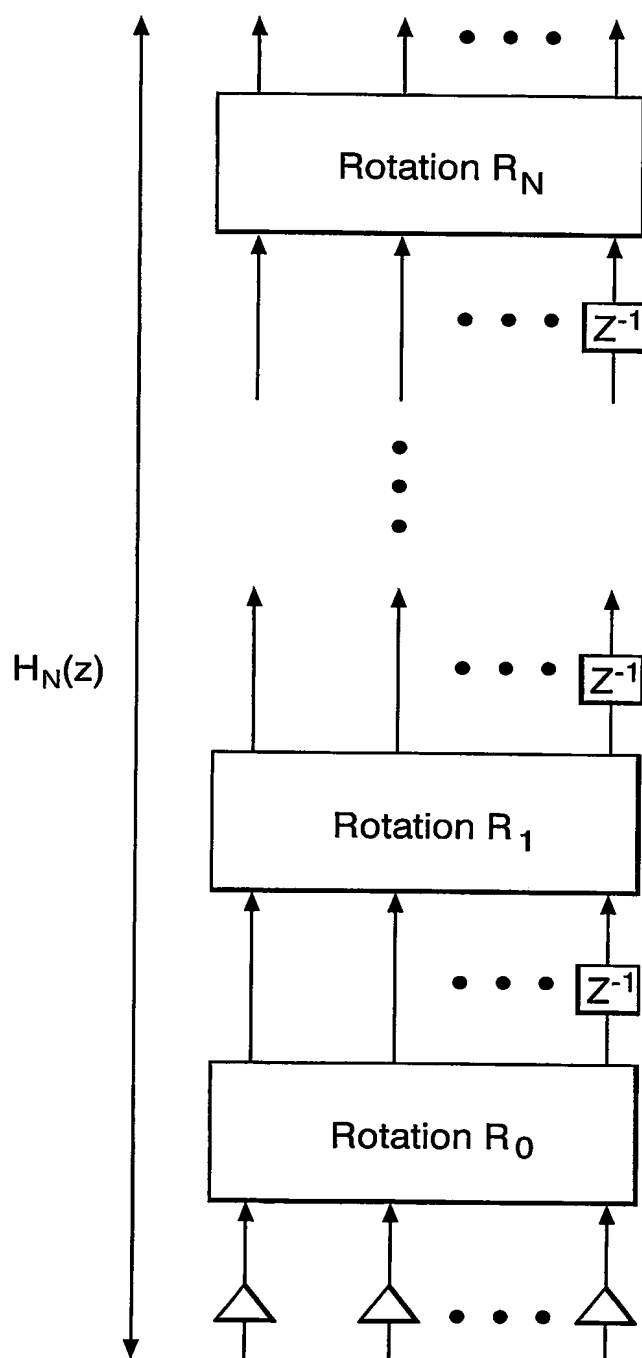 Rotation R_N
Z⁻¹
H_N(z)
Z⁻¹
Rotation R_1
Z⁻¹
Rotation R_0